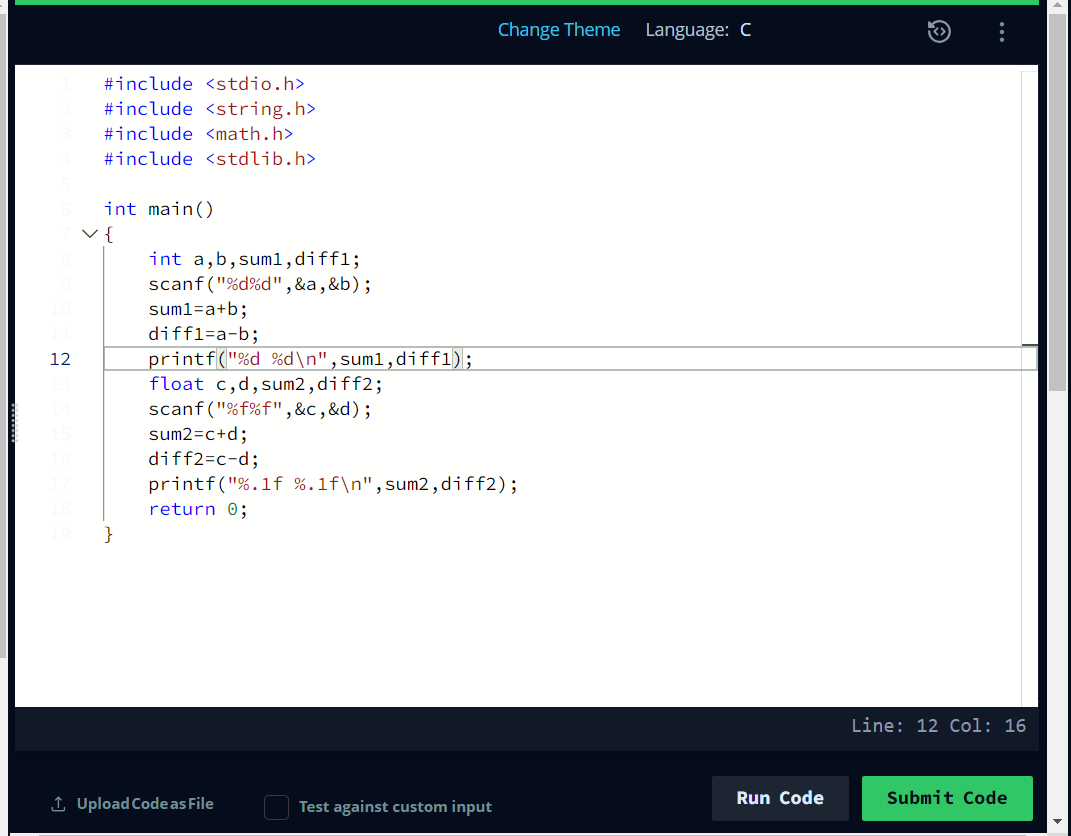 Change Theme Language: C
1 #include <stdio.h>
2 #include <string.h>
3 #include <math.h>
4 #include <stdlib.h>
5
6 int main()
7 {
8 int a,b,sum1,diff1;
9 scanf("%d%d",&a,&b);
10 sum1=a+b;
11 diff1=a-b;
12 printf("%d %d\n",sum1,diff1);
13 float c,d,sum2,diff2;
14 scanf("%f%f",&c,&d);
15 sum2=c+d;
16 diff2=c-d;
17 printf("%.1f %.1f\n",sum2,diff2);
18 return 0;
19 }
Line: 12 Col: 16
Upload Code as File Test against custom input Run Code Submit Code